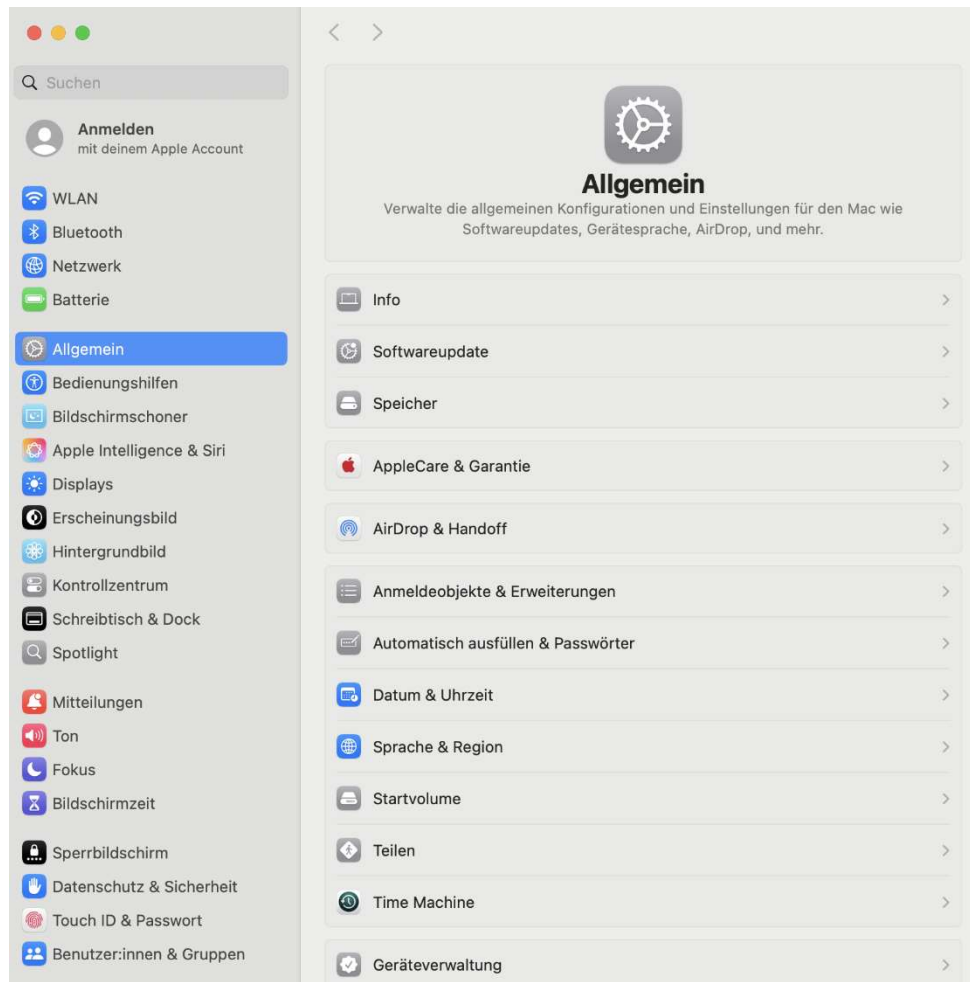 Suchen
Anmelden
mit deinem Apple Account
WLAN
Bluetooth
Netzwerk
Batterie
Allgemein
Bedienungshilfen
Bildschirmschoner
Apple Intelligence & Siri
Displays
Erscheinungsbild
Hintergrundbild
Kontrollzentrum
Schreibtisch & Dock
Spotlight
Mitteilungen
Ton
Fokus
Bildschirmzeit
Sperrbildschirm
Datenschutz & Sicherheit
Touch ID & Passwort
Benutzer:innen & Gruppen
Allgemein
Verwalte die allgemeinen Konfigurationen und Einstellungen für den Mac wie
Softwareupdates, Gerätesprache, AirDrop, und mehr.
Info
Softwareupdate
Speicher
AppleCare & Garantie
AirDrop & Handoff
Anmeldeobjekte & Erweiterungen
Automatisch ausfüllen & Passwörter
Datum & Uhrzeit
Sprache & Region
Startvolume
Teilen
Time Machine
Geräteverwaltung